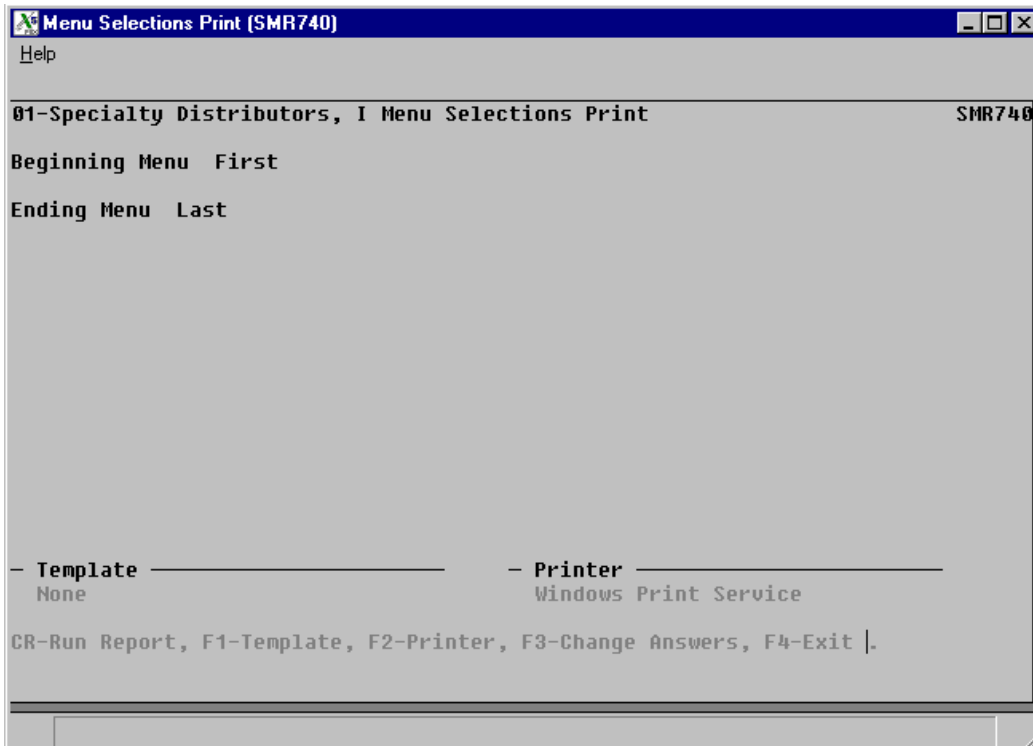 Menu Selections Print (SMR740)
Help
01-Specialty Distributors, I Menu Selections Print SMR740
Beginning Menu First
Ending Menu Last
Template Printer
None Windows Print Service
CR-Run Report, F1-Template, F2-Printer, F3-Change Answers, F4-Exit .